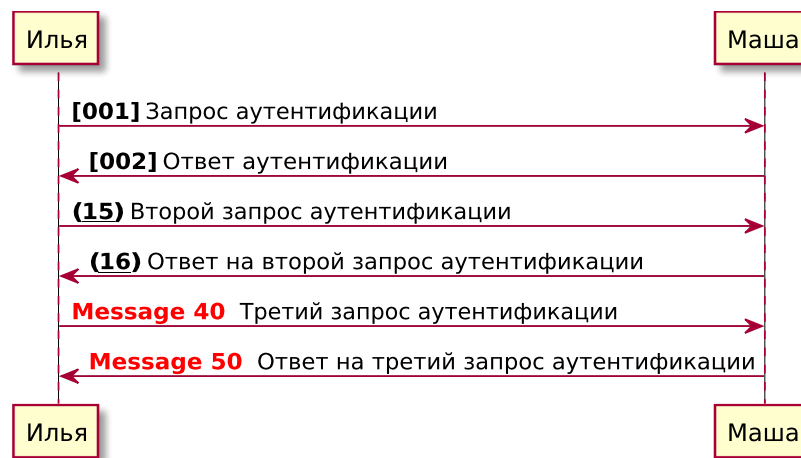 Илья Маша
[001] Запрос аутентификации
[002] Ответ аутентификации
(15) Второй запрос аутентификации
(16) Ответ на второй запрос аутентификации
Message 40 Третий запрос аутентификации
Message 50 Ответ на третий запрос аутентификации
Илья Маша